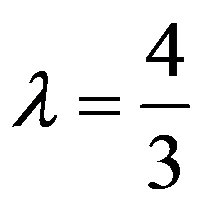 λ = 4/3